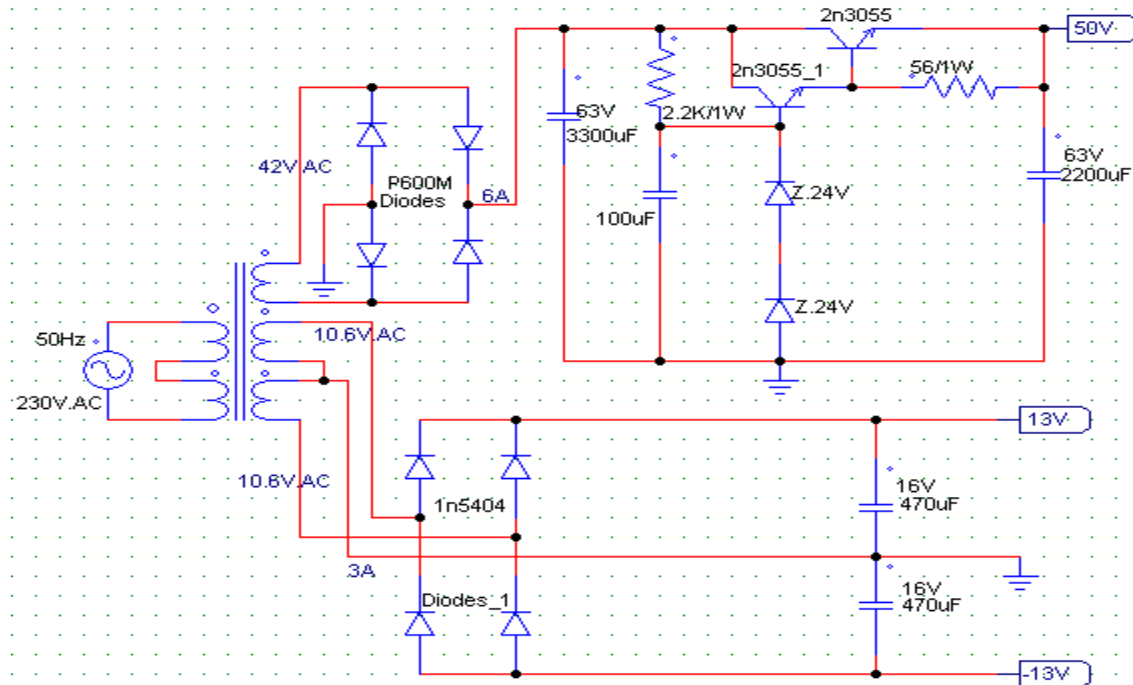 2n3055
50V
2n3055_1
56/1W
2.2K/1W
63V
3300uF
42V.AC
P600M
Diodes
6A
63V
2200uF
Z.24V
100uF
Z.24V
10.6V.AC
50Hz
230V.AC
13V
10.6V.AC
1n5404
16V
470uF
3A
16V
470uF
Diodes_1
-13V